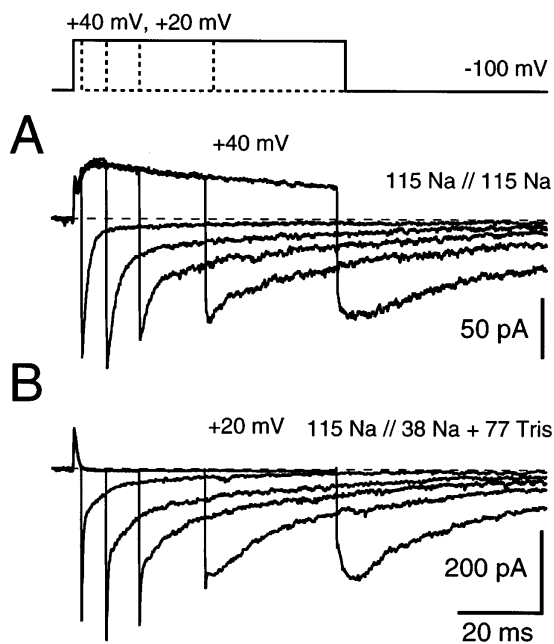 +40 mV, +20 mV
-100 mV
A
+40 mV
115 Na // 115 Na
50 pA
B
+20 mV
115 Na // 38 Na + 77 Tris
200 pA
20 ms